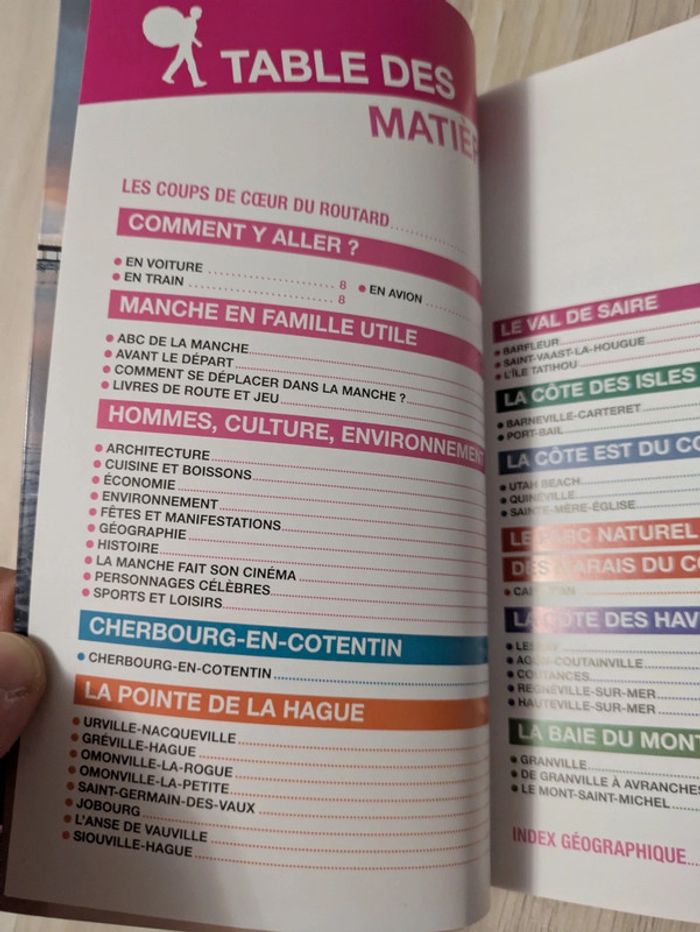 TABLE DES
LES COUPS DE CŒUR DU ROUTARD
COMMENT Y ALLER ?
EN VOITURE 8
EN TRAIN 8
EN AVION
MANCHE EN FAMILLE UTILE
ABC DE LA MANCHE
AVANT LE DÉPART
COMMENT SE DÉPLACER DANS LA MANCHE ?
LIVRES DE ROUTE ET JEU
HOMMES, CULTURE, ENVIRONNEMENT
ARCHITECTURE
CUISINE ET BOISSONS
ÉCONOMIE
ENVIRONNEMENT
FÊTES ET MANIFESTATIONS
GÉOGRAPHIE
HISTOIRE
LA MANCHE FAIT SON CINÉMA
PERSONNAGES CÉLÈBRES
SPORTS ET LOISIRS
CHERBOURG-EN-COTENTIN
CHERBOURG-EN-COTENTIN
LA POINTE DE LA HAGUE
URVILLE-NACQUEVILLE
GRÉVILLE-HAGUE
OMONVILLE-LA-ROGUE
OMONVILLE-LA-PETITE
SAINT-GERMAIN-DES-VAUX
JOBOURG
L'ANSE DE VAUVILLE
SIOUVILLE-HAGUE
LE VAL DE SAIRE
BARFLEUR
SAINT-VAAST-LA-HOUGUE
L'ÎLE TATIHOU
LA CÔTE DES ISLES
BARNEVILLE-CARTERET
PORT-BAIL
LA CÔTE EST DU
UTAH BEACH
QUINÉVILLE
SAINTE-MÈRE-ÉGLISE
LE PARC NATUREL
DES MARAIS DU
LA CÔTE DES
COUTANCES
REGNÉVILLE-SUR-MER
HAUTEVILLE-SUR-MER
LA BAIE DU MONT
GRANVILLE
DE GRANVILLE À AVRANCHES
LE MONT-SAINT-MICHEL
INDEX GÉOGRAPHIQUE